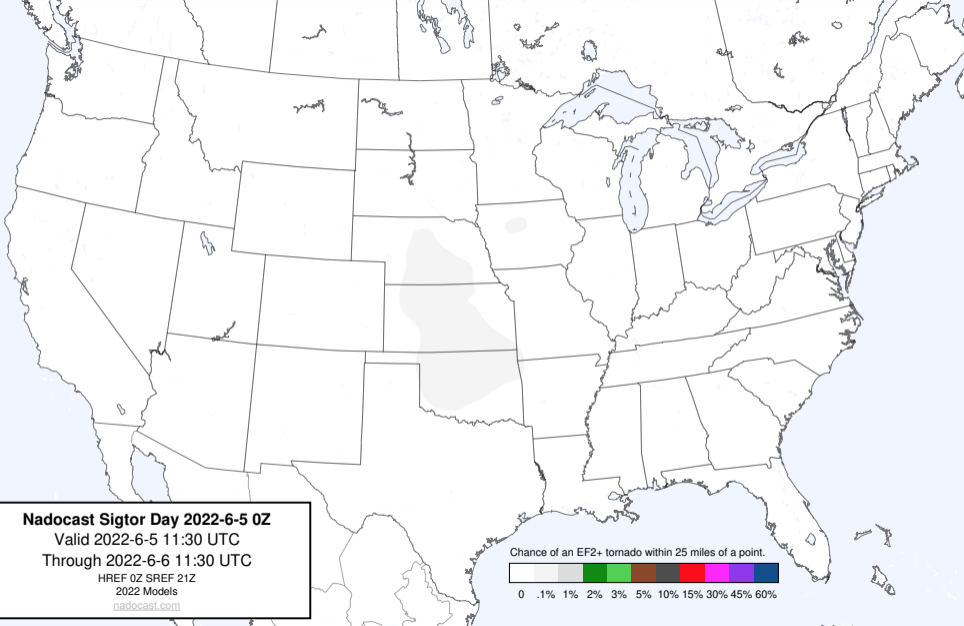 Nadocast Sigtor Day 2022-6-5 0Z
Valid 2022-6-5 11:30 UTC
Through 2022-6-6 11:30 UTC
HREF 0Z SREF 21Z
2022 Models
nadocast.com
Chance of an EF2+ tornado within 25 miles of a point.
0 .1% 1% 2% 3% 5% 10% 15% 30% 45% 60%